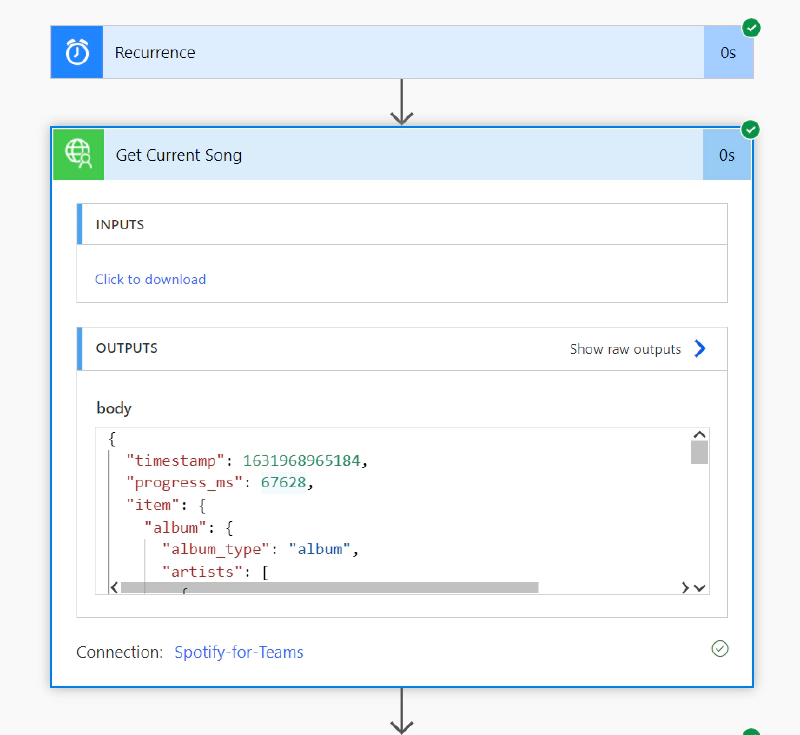 Recurrence
0s
Get Current Song
0s
INPUTS
Click to download
OUTPUTS
Show raw outputs
body
{
"timestamp": 1631968965184,
"progress_ms": 67628,
"item": {
"album": {
"album_type": "album",
"artists": [
{
Connection: Spotify-for-Teams